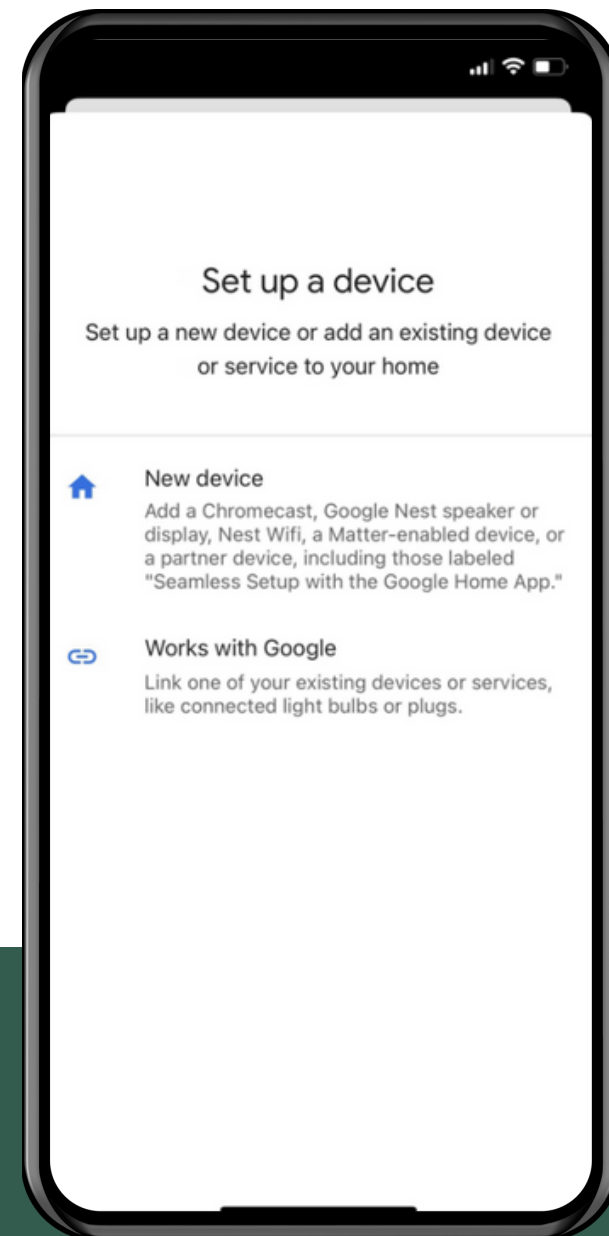 Set up a device
Set up a new device or add an existing device
or service to your home
New device
Add a Chromecast, Google Nest speaker or
display, Nest Wifi, a Matter-enabled device, or
a partner device, including those labeled
"Seamless Setup with the Google Home App."
Works with Google
Link one of your existing devices or services,
like connected light bulbs or plugs.